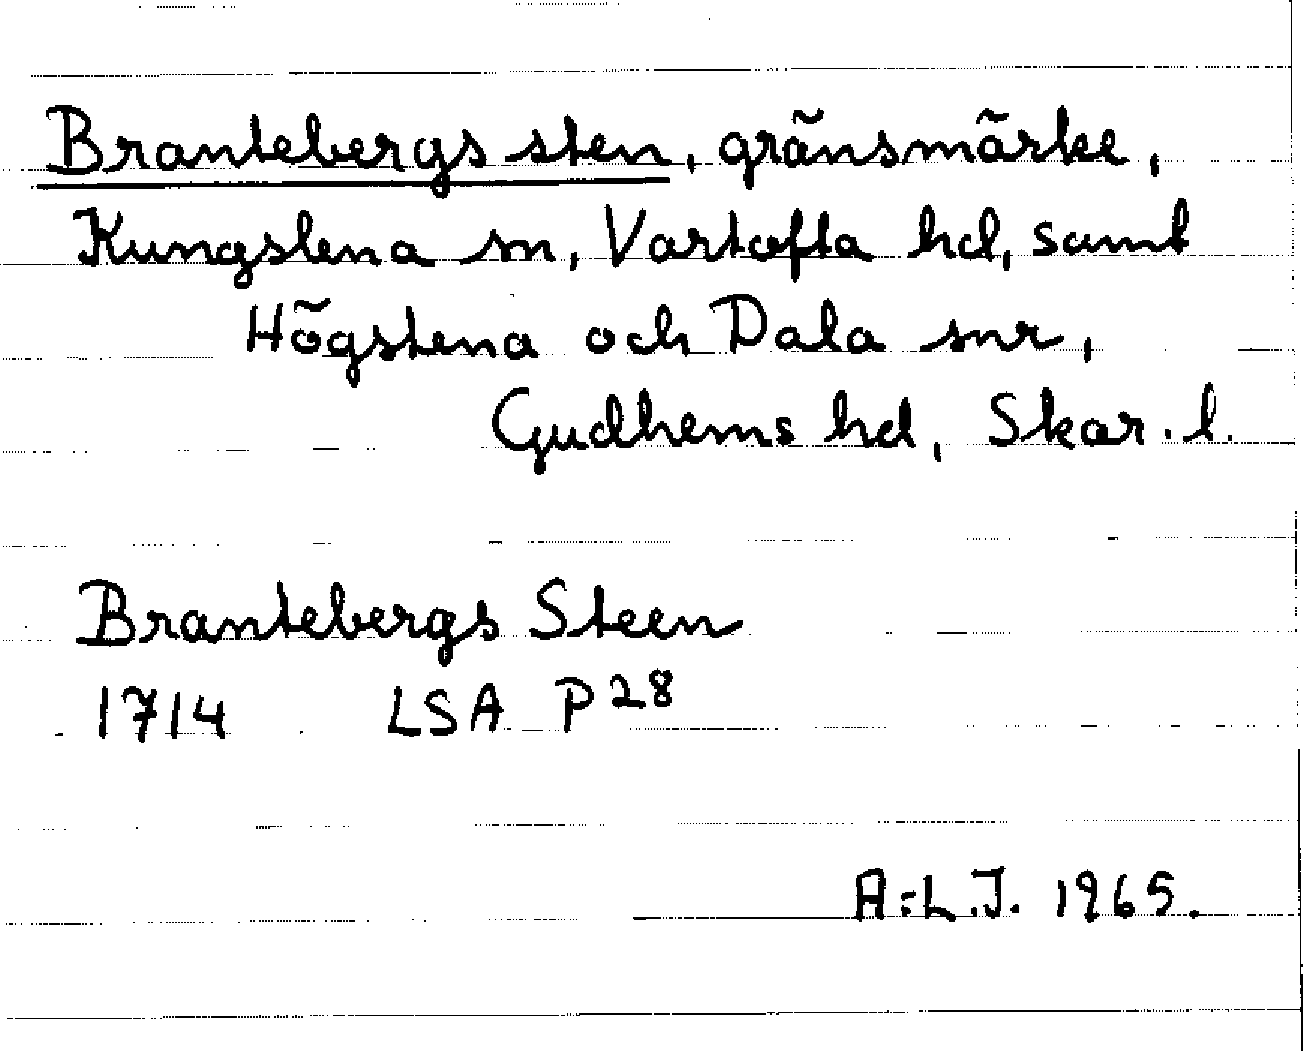 Brantebergs sten, gränsmärke,
Kungslena sn, Vartofta hd, samt
Högstena och Dala snr,
Gudhems hd, Skar. l.
Brantebergs Steen
1714 LSA P28
A:L.J. 1965.